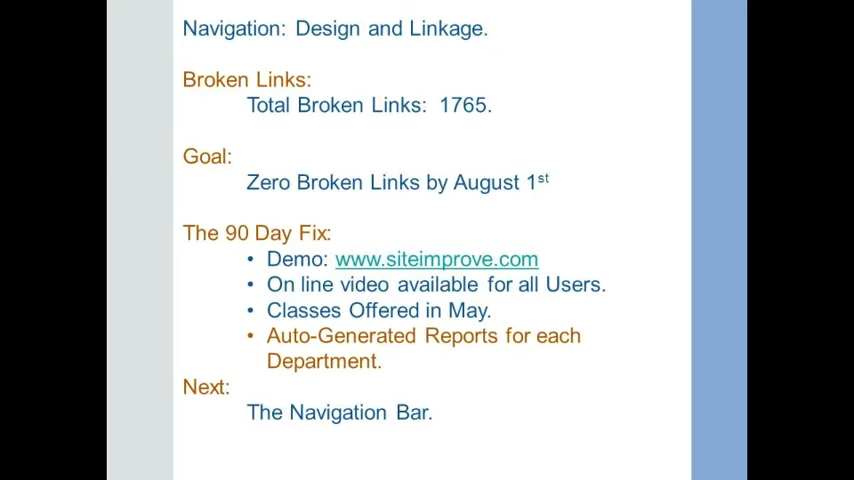 Navigation: Design and Linkage.
Broken Links:
Total Broken Links: 1765.
Goal:
Zero Broken Links by August 1st
The 90 Day Fix:
• Demo: www.siteimprove.com
• On line video available for all Users.
• Classes Offered in May.
• Auto-Generated Reports for each
Department.
Next:
The Navigation Bar.